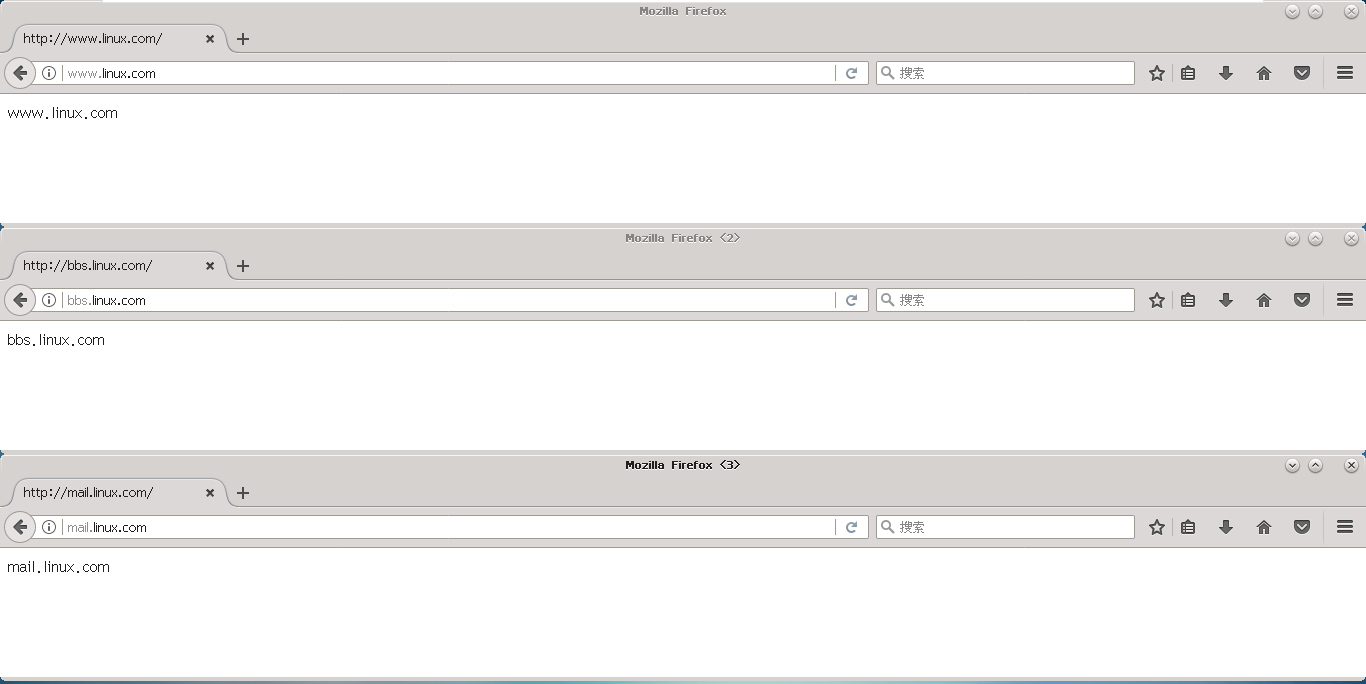 Mozilla Firefox
http://www.linux.com/
www.linux.com 搜索
www.linux.com
Mozilla Firefox <2>
http://bbs.linux.com/
bbs.linux.com 搜索
bbs.linux.com
Mozilla Firefox <3>
http://mail.linux.com/
mail.linux.com 搜索
mail.linux.com